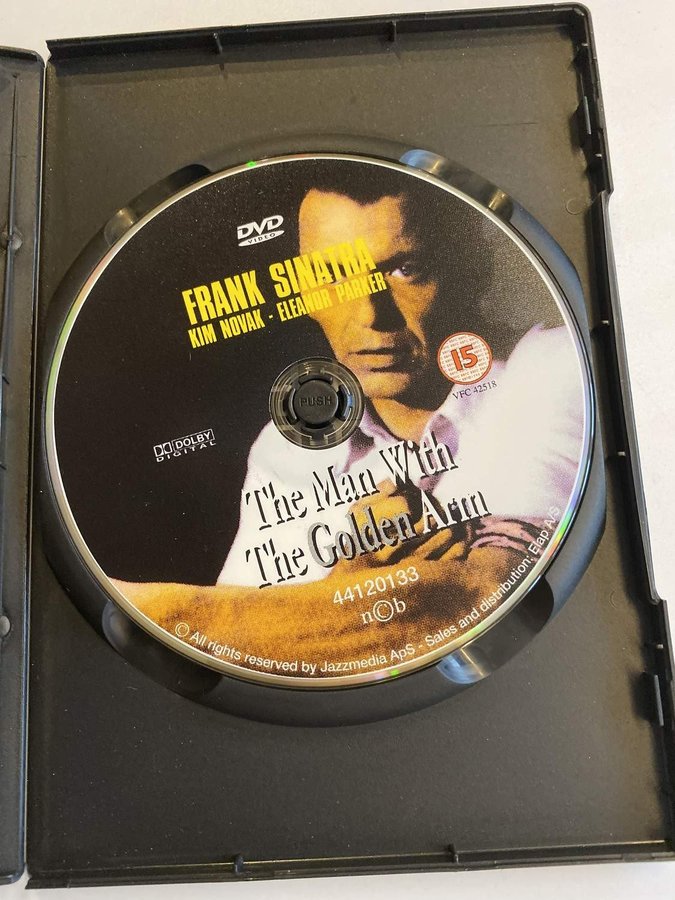 DVD
VIDEO
FRANK SINATRA
KIM NOVAK - ELEANOR PARKER
15
VFC 42518
PUSH
DOLBY
DIGITAL
The Man With
The Golden Arm
44120133
n©b
© All rights reserved by Jazzmedia ApS - Sales and distribution: Elap A/S